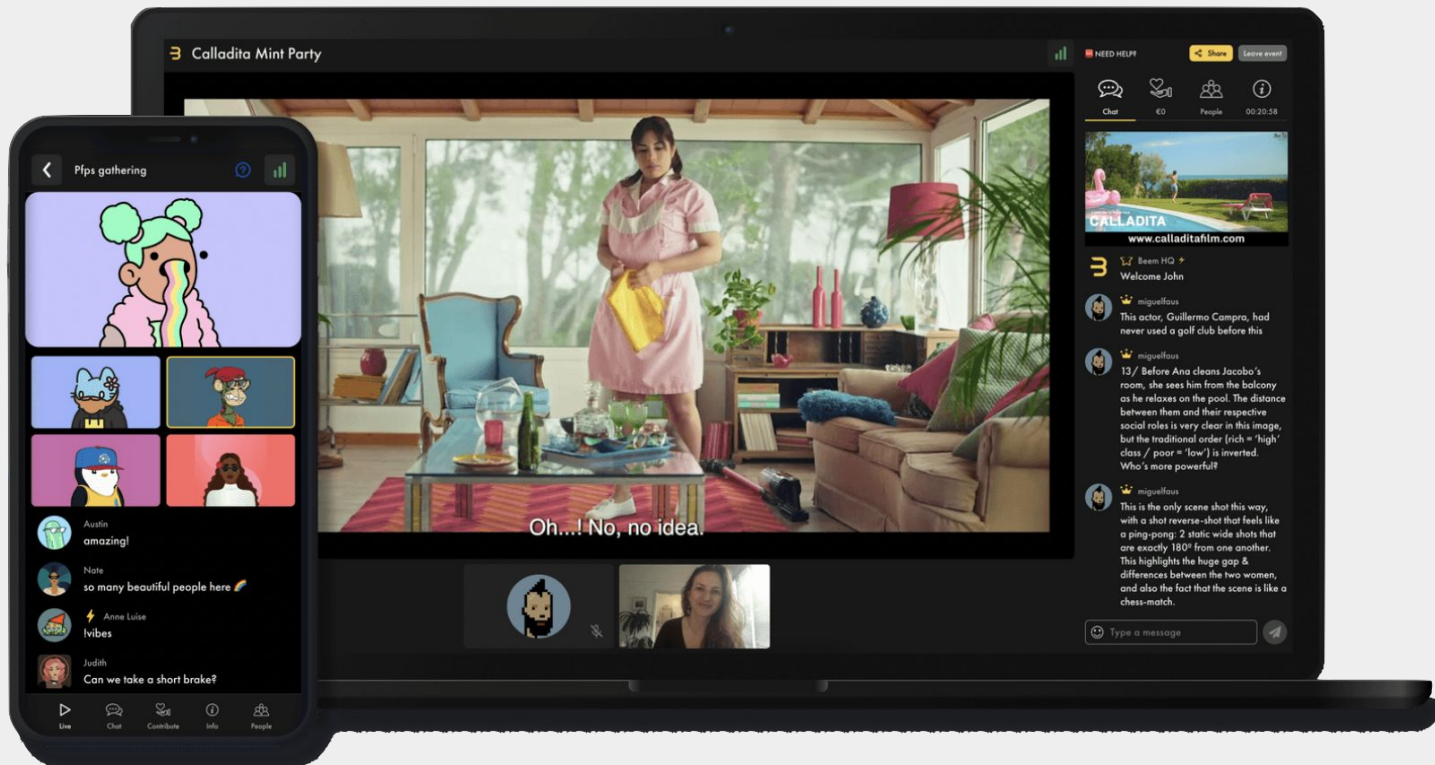 Calladita Mint Party
NEED HELP?
Share
Leave event
Chat
€0
People
00:20:58
CALLADITA
www.calladitafilm.com
Beem HQ
Welcome John
miguelfaus
This actor, Guillermo Campra, had
never used a golf club before this
miguelfaus
13/ Before Ana cleans Jacobo's
room, she sees him from the balcony
as he relaxes on the pool. The distance
between them and their respective
social roles is very clear in this image,
but the traditional order (rich = 'high'
class / poor = 'low') is inverted.
Who's more powerful?
miguelfaus
This is the only scene shot this way,
with a shot reverse-shot that feels like
a ping-pong: 2 static wide shots that
are exactly 180º from one another.
This highlights the huge gap &
differences between the two women,
and also the fact that the scene is like a
chess-match.
Type a message
Oh...! No, no idea.
Pfps gathering
Austin
amazing!
Nate
so many beautiful people here 🌈
Anne Luise
!vibes
Judith
Can we take a short brake?
Live
Chat
Contribute
Info
People